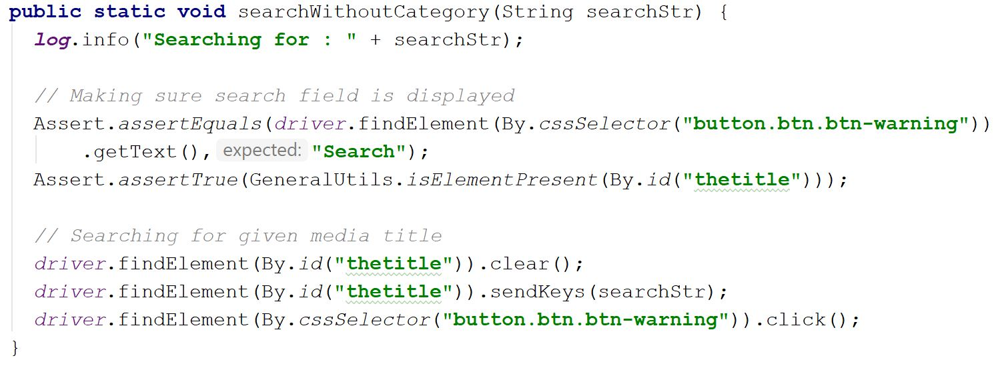 public static void searchWithoutCategory(String searchStr) {
log.info("Searching for : " + searchStr);
// Making sure search field is displayed
Assert.assertEquals(driver.findElement(By.cssSelector("button.btn.btn-warning"))
.getText(), expected: "Search");
Assert.assertTrue(GeneralUtils.isElementPresent(By.id("thetitle")));
// Searching for given media title
driver.findElement(By.id("thetitle")).clear();
driver.findElement(By.id("thetitle")).sendKeys(searchStr);
driver.findElement(By.cssSelector("button.btn.btn-warning")).click();
}